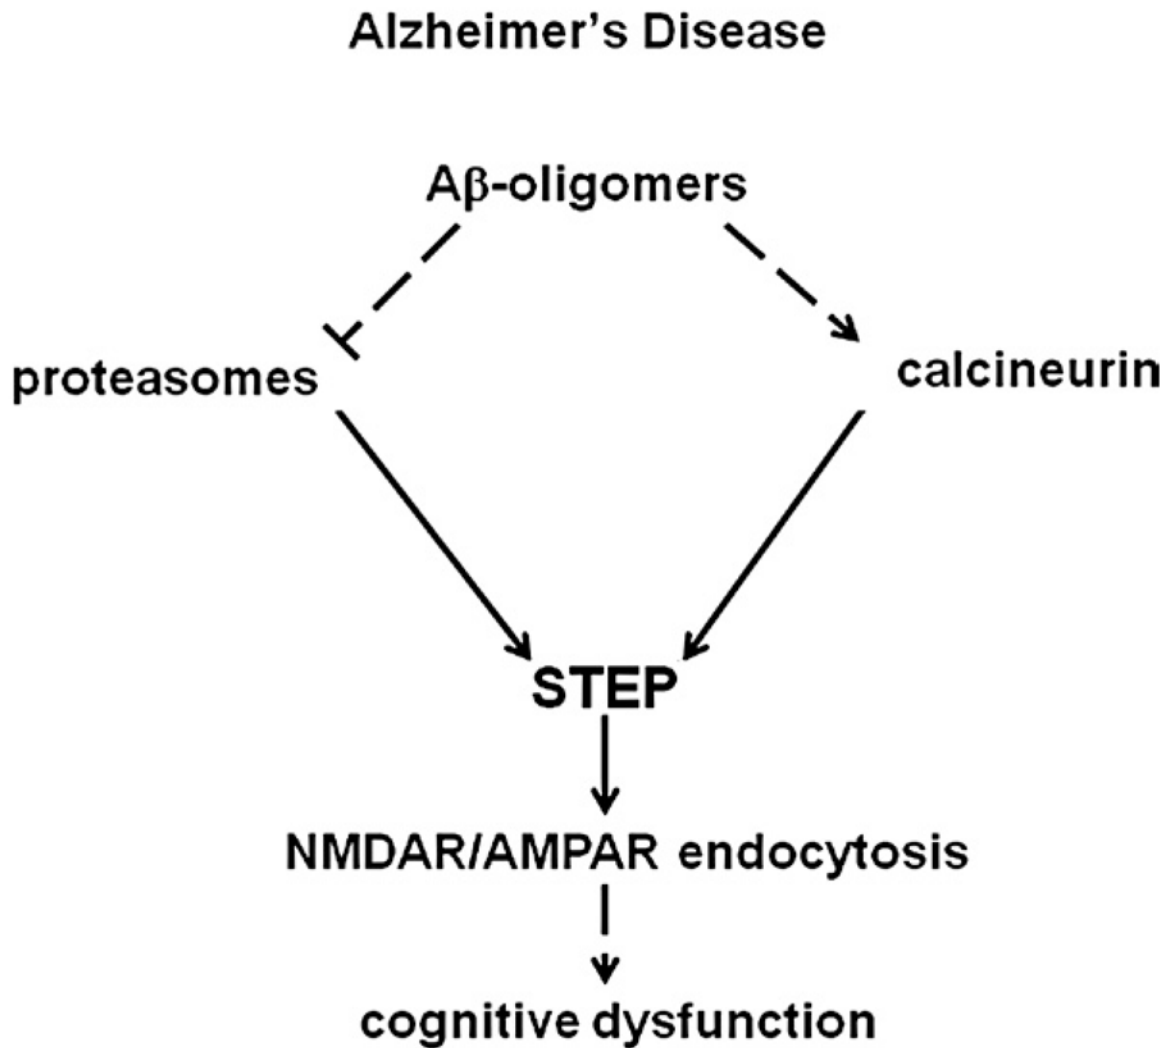 Alzheimer’s Disease
Aβ-oligomers
proteasomes
calcineurin
STEP
NMDAR/AMPAR endocytosis
cognitive dysfunction